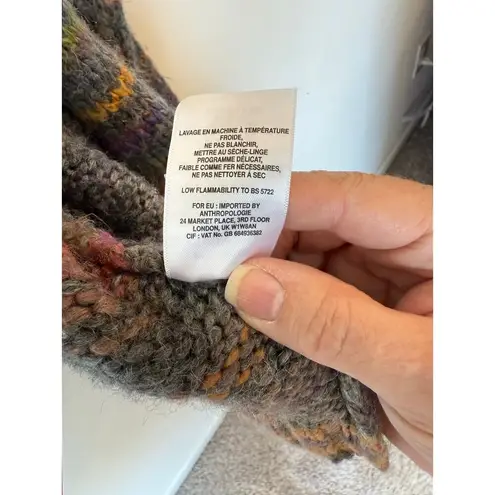 LAVAGE EN MACHINE À TEMPÉRATURE
FROIDE,
NE PAS BLANCHIR,
METTRE AU SÈCHE-LINGE
PROGRAMME DÉLICAT,
FAIBLE COMME FER NÉCESSAIRES,
NE PAS NETTOYER À SEC
LOW FLAMMABILITY TO BS 5722
FOR EU : IMPORTED BY
ANTHROPOLOGIE
24 MARKET PLACE, 3RD FLOOR
LONDON, UK W1W8AN
CIF : VAT No. GB 684936382